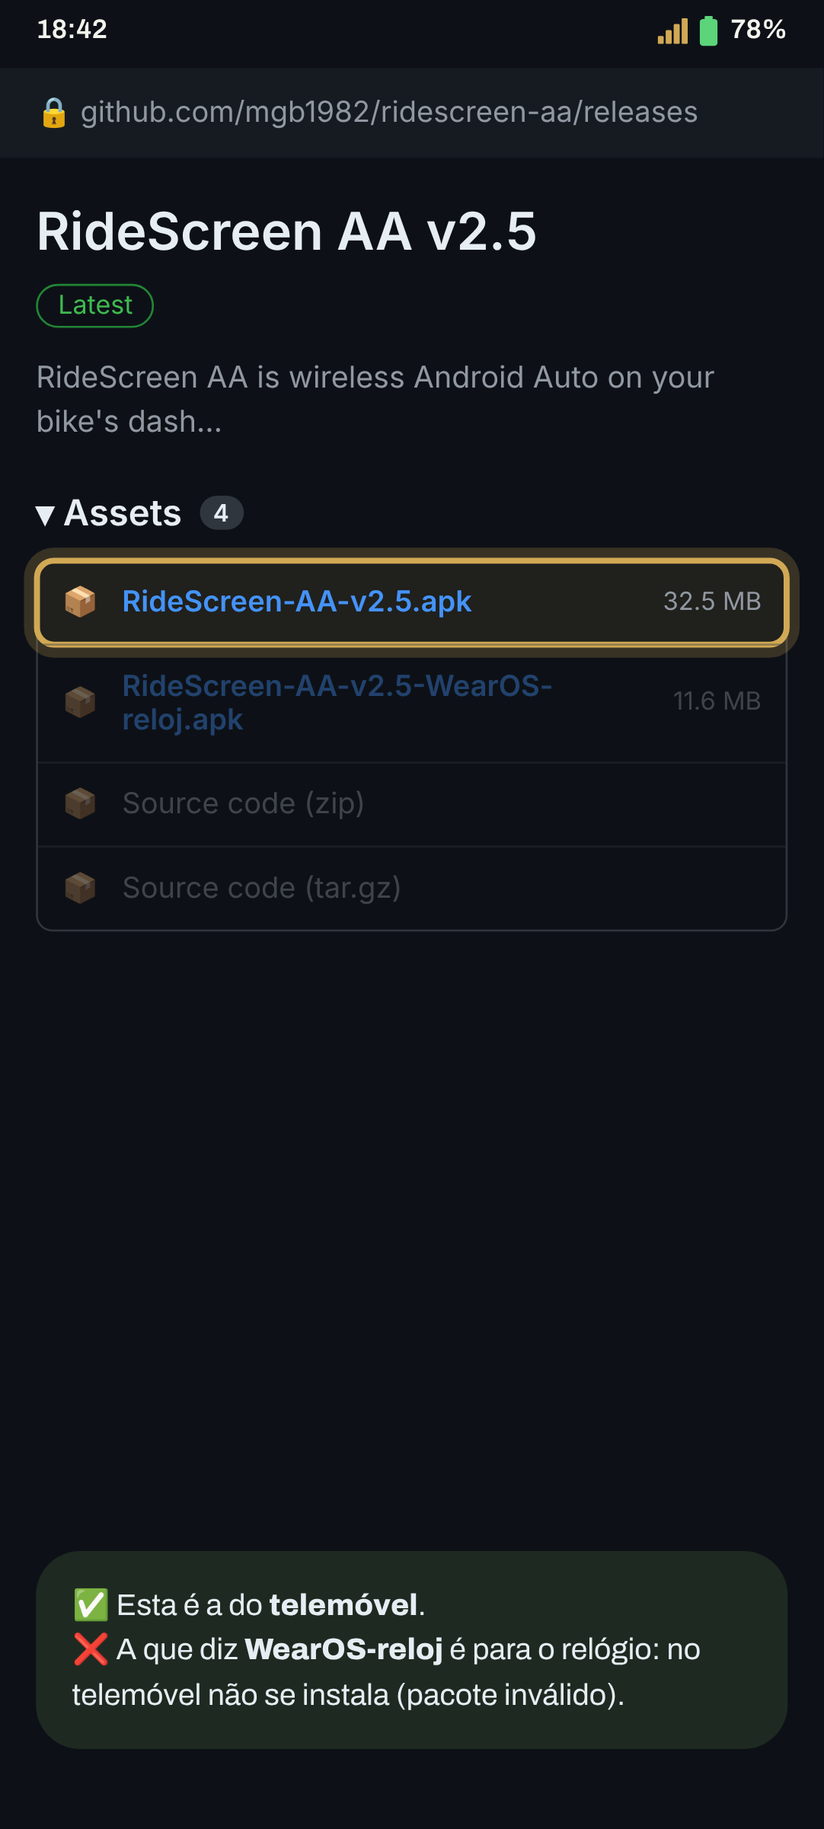 18:42
78%
github.com/mgb1982/ridescreen-aa/releases
RideScreen AA v2.5
Latest
RideScreen AA is wireless Android Auto on your
bike's dash...
▾ Assets 4
RideScreen-AA-v2.5.apk 32.5 MB
RideScreen-AA-v2.5-WearOS-
reloj.apk 11.6 MB
Source code (zip)
Source code (tar.gz)
✅ Esta é a do telemóvel.
❌ A que diz WearOS-reloj é para o relógio: no
telemóvel não se instala (pacote inválido).